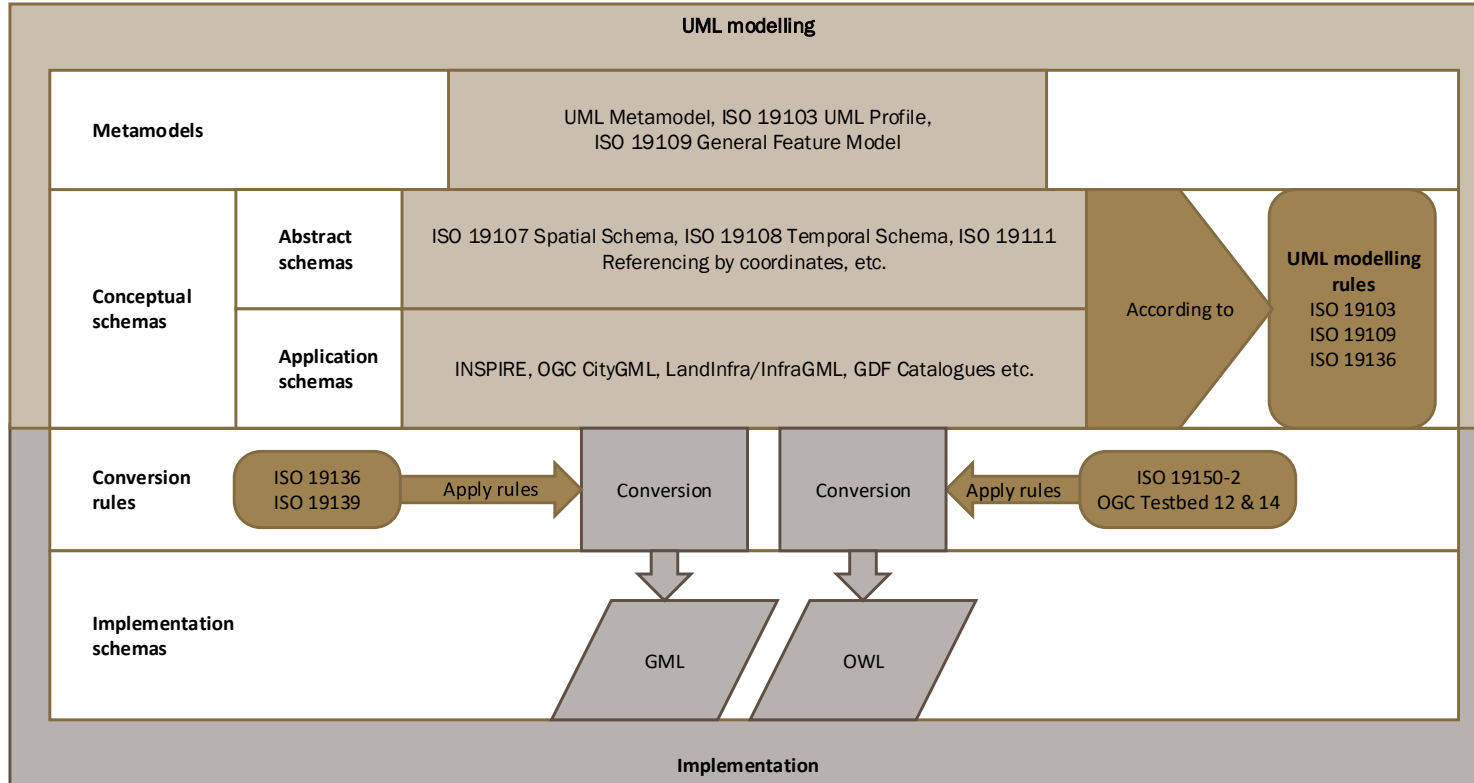 UML modelling
Metamodels
UML Metamodel, ISO 19103 UML Profile,
ISO 19109 General Feature Model
Conceptual
schemas
Abstract
schemas
ISO 19107 Spatial Schema, ISO 19108 Temporal Schema, ISO 19111
Referencing by coordinates, etc.
Application
schemas
INSPIRE, OGC CityGML, LandInfra/InfraGML, GDF Catalogues etc.
According to
UML modelling
rules
ISO 19103
ISO 19109
ISO 19136
Conversion
rules
ISO 19136
ISO 19139
Apply rules
Conversion
Conversion
Apply rules
ISO 19150-2
OGC Testbed 12 & 14
Implementation
schemas
GML
OWL
Implementation